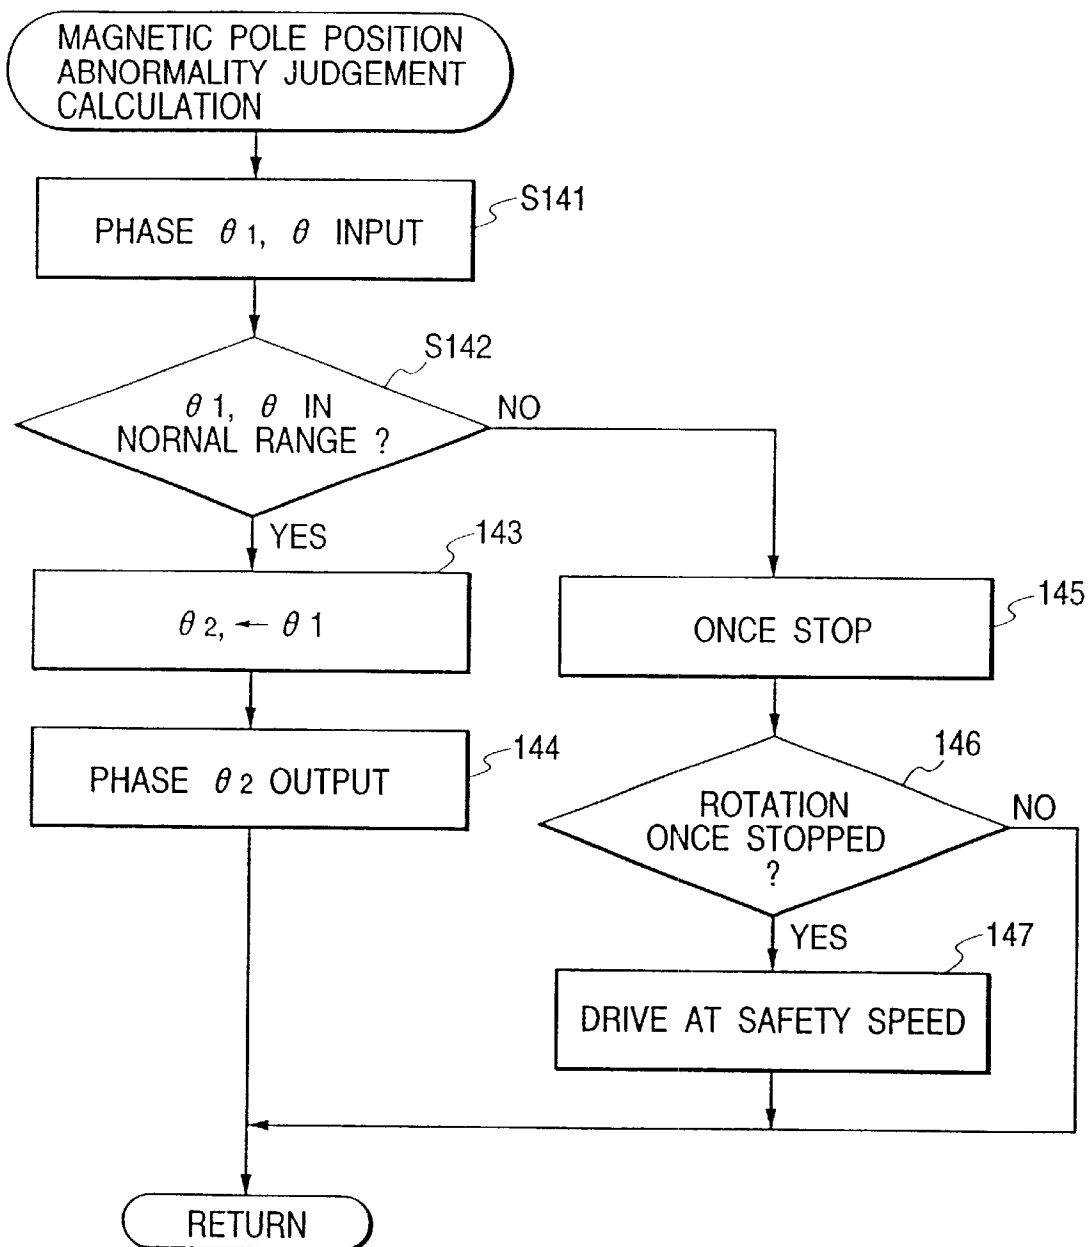 MAGNETIC POLE POSITION
ABNORMALITY JUDGEMENT
CALCULATION
S141
PHASE θ1, θ INPUT
S142
θ1, θ IN
NORNAL RANGE ?
NO
YES
143
θ2, ← θ1
144
PHASE θ2 OUTPUT
145
ONCE STOP
146
ROTATION
ONCE STOPPED
?
NO
YES
147
DRIVE AT SAFETY SPEED
RETURN